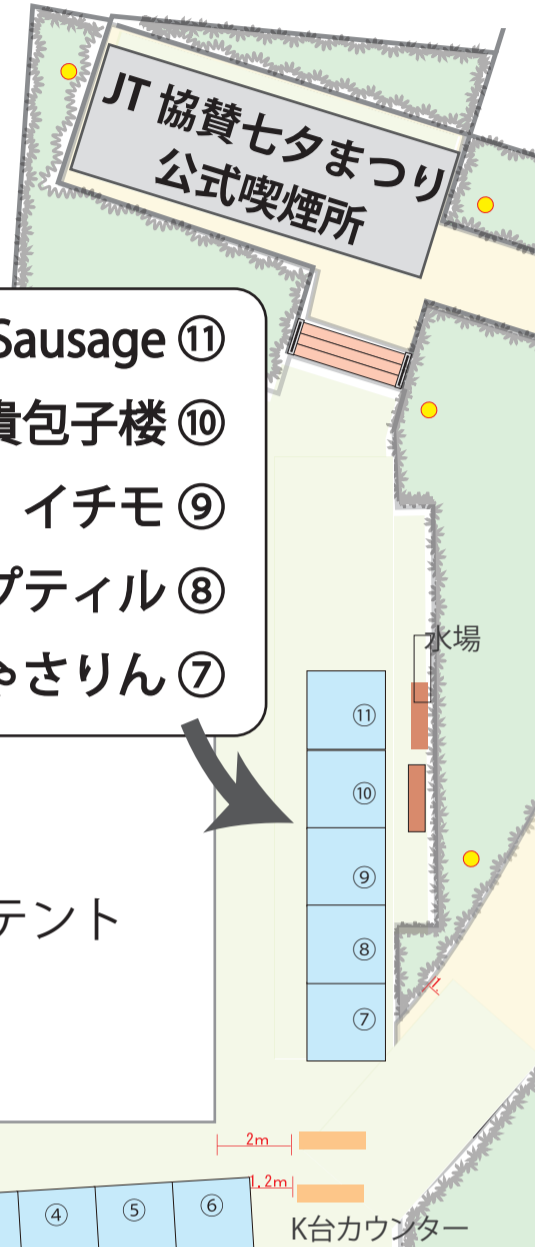 JT 協賛七夕まつり
公式喫煙所
Sausage ⑪
貴包子楼 ⑩
イチモ ⑨
プティル ⑧
さりん ⑦
水場
⑪
⑩
⑨
⑧
⑦
テント
2m
1.2m
④
⑤
⑥
K台カウンター